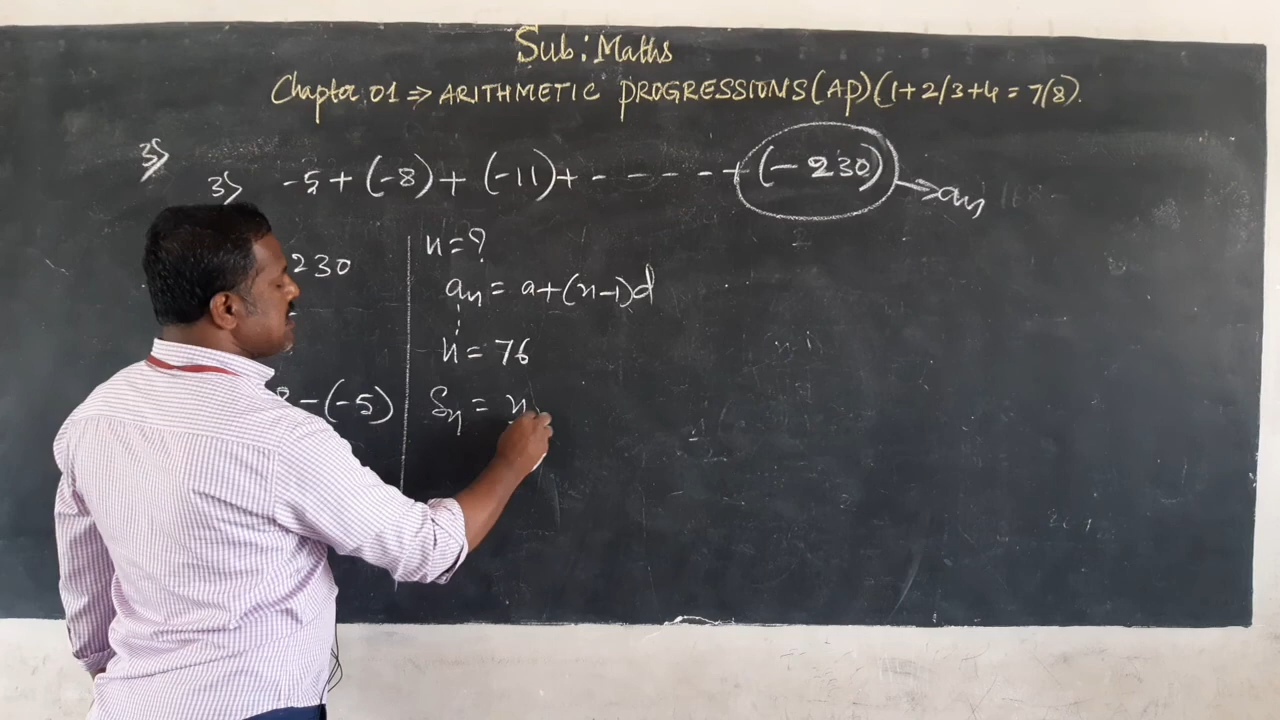 Sub: Maths
Chapter 01 ⇒ ARITHMETIC PROGRESSIONS (AP) (1+2/3+4 = 7/8).
3)
3) -5 + (-8) + (-11) + - - - - - + (-230) → an
230
n = ?
an = a + (n-1)d
n = 76
- (-5)
Sn = n